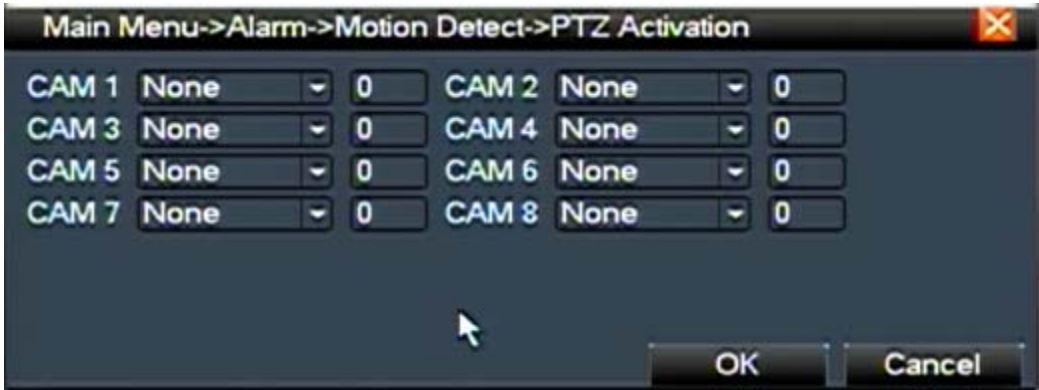 Main Menu->Alarm->Motion Detect->PTZ Activation
CAM 1 None 0 CAM 2 None 0
CAM 3 None 0 CAM 4 None 0
CAM 5 None 0 CAM 6 None 0
CAM 7 None 0 CAM 8 None 0
OK Cancel